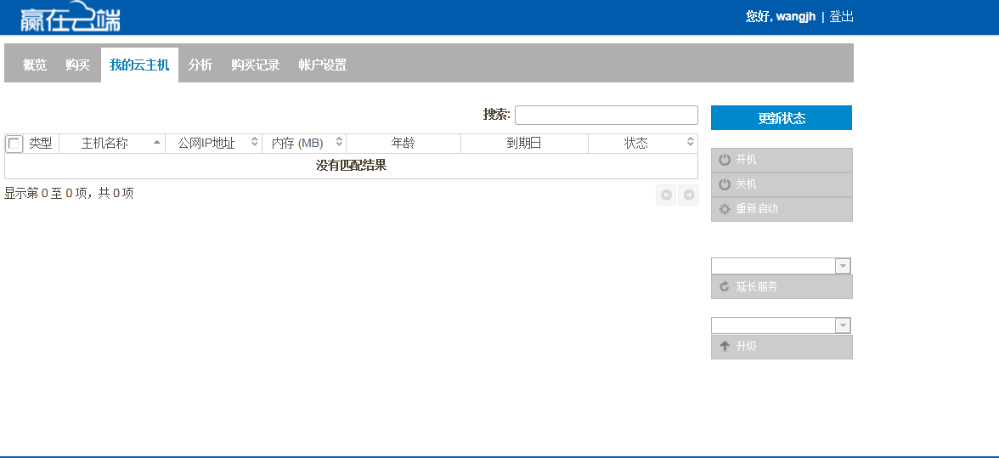 赢在云端
您好, wangjh | 登出
概览 购买 我的云主机 分析 购买记录 帐户设置
搜索:
更新状态
类型 主机名称 公网IP地址 内存 (MB) 年龄 到期日 状态
没有匹配结果
显示第 0 至 0 项，共 0 项
开机
关机
重新启动
延长服务
升级